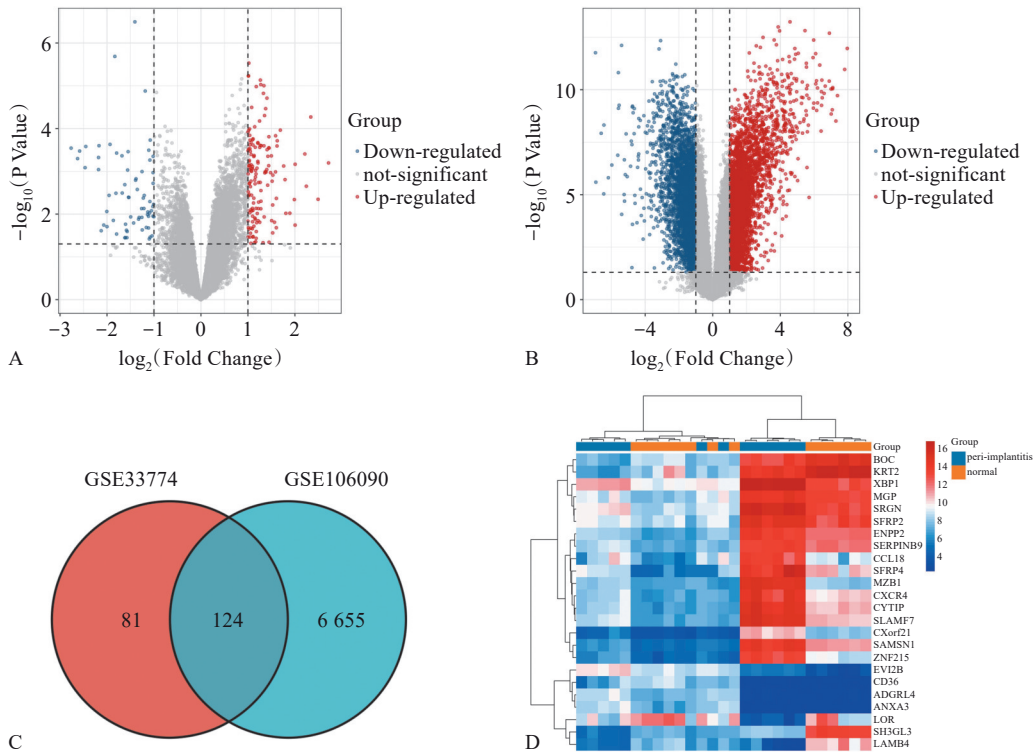 6
4
2
0
−3
−2
−1
0
1
2
−log10(P Value)
log2(Fold Change)
Group
Down-regulated
not-significant
Up-regulated
A
10
5
0
−4
0
4
8
−log10(P Value)
log2(Fold Change)
Group
Down-regulated
not-significant
Up-regulated
B
GSE33774
GSE106090
81
124
6 655
C
Group
BOC
KRT2
XBP1
MGP
SRGN
SFRP2
ENPP2
SERPINB9
CCL18
SFRP4
MZB1
CXCR4
CYTIP
SLAMF7
CXorf21
SAMSN1
ZNF215
EVI2B
CD36
ADGRL4
ANXA3
LOR
SH3GL3
LAMB4
16
14
12
10
8
6
4
Group
peri-implantitis
normal
D